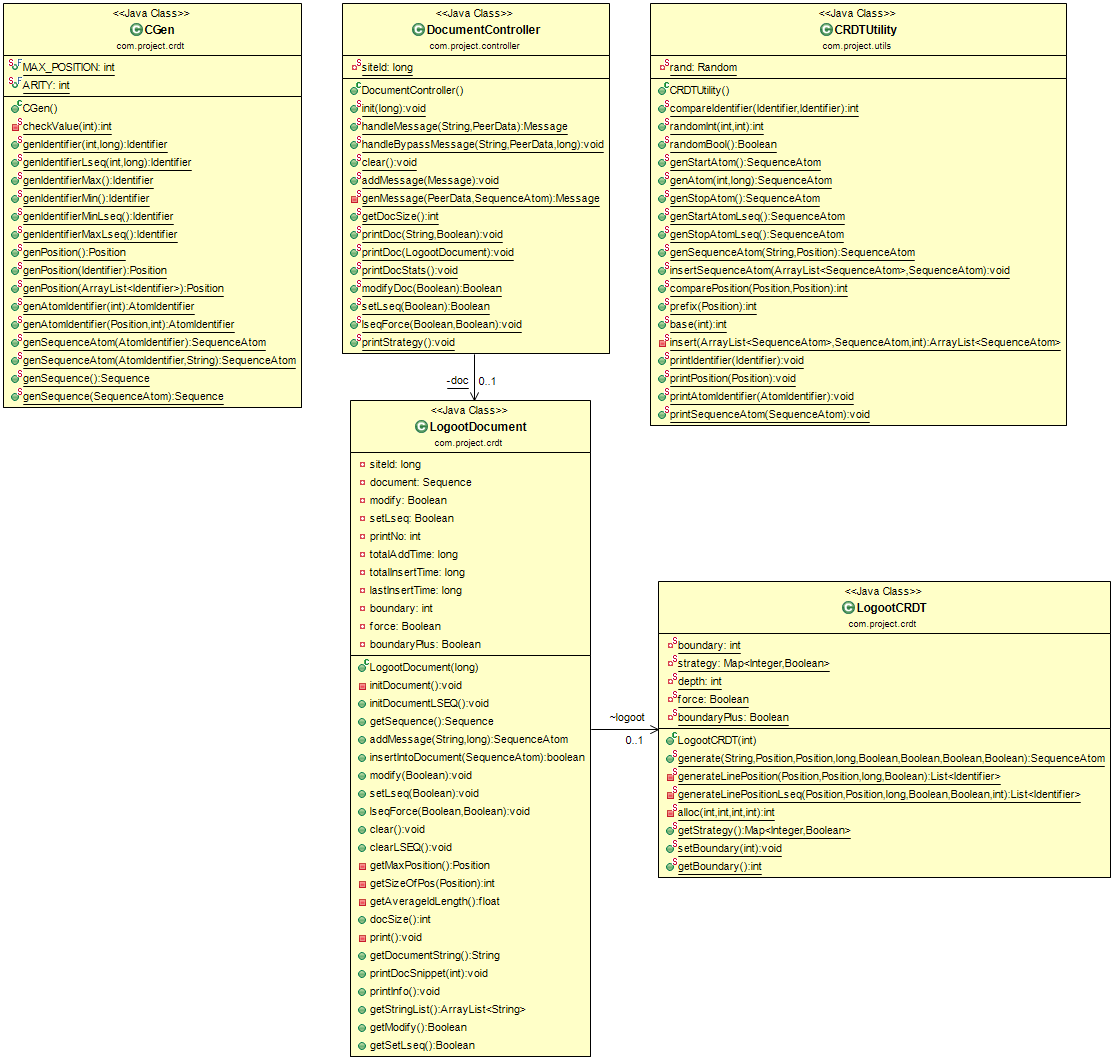 <<Java Class>>
CGen
com.project.crdt
MAX_POSITION: int
ARITY: int
CGen()
checkValue(int):int
genIdentifier(int,long):Identifier
genIdentifierLseq(int,long):Identifier
genIdentifierMax():Identifier
genIdentifierMin():Identifier
genIdentifierMinLseq():Identifier
genIdentifierMaxLseq():Identifier
genPosition():Position
genPosition(Identifier):Position
genPosition(ArrayList<Identifier>):Position
genAtomIdentifier(int):AtomIdentifier
genAtomIdentifier(Position,int):AtomIdentifier
genSequenceAtom(AtomIdentifier):SequenceAtom
genSequenceAtom(AtomIdentifier,String):SequenceAtom
genSequence():Sequence
genSequence(SequenceAtom):Sequence
<<Java Class>>
DocumentController
com.project.controller
siteId: long
DocumentController()
init(long):void
handleMessage(String,PeerData):Message
handleBypassMessage(String,PeerData,long):void
clear():void
addMessage(Message):void
genMessage(PeerData,SequenceAtom):Message
getDocSize():int
printDoc(String,Boolean):void
printDoc(LogootDocument):void
printDocStats():void
modifyDoc(Boolean):Boolean
setLseq(Boolean):Boolean
lseqForce(Boolean,Boolean):void
printStrategy():void
<<Java Class>>
CRDTUtility
com.project.utils
rand: Random
CRDTUtility()
compareIdentifier(Identifier,Identifier):int
randomInt(int,int):int
randomBool():Boolean
genStartAtom():SequenceAtom
genAtom(int,long):SequenceAtom
genStopAtom():SequenceAtom
genStartAtomLseq():SequenceAtom
genStopAtomLseq():SequenceAtom
genSequenceAtom(String,Position):SequenceAtom
insertSequenceAtom(ArrayList<SequenceAtom>,SequenceAtom):void
comparePosition(Position,Position):int
prefix(Position):int
base(int):int
insert(ArrayList<SequenceAtom>,SequenceAtom,int):ArrayList<SequenceAtom>
printIdentifier(Identifier):void
printPosition(Position):void
printAtomIdentifier(AtomIdentifier):void
printSequenceAtom(SequenceAtom):void
-doc
0..1
<<Java Class>>
LogootDocument
com.project.crdt
siteId: long
document: Sequence
modify: Boolean
setLseq: Boolean
printNo: int
totalAddTime: long
totalInsertTime: long
lastInsertTime: long
boundary: int
force: Boolean
boundaryPlus: Boolean
LogootDocument(long)
initDocument():void
initDocumentLSEQ():void
getSequence():Sequence
addMessage(String,long):SequenceAtom
insertIntoDocument(SequenceAtom):boolean
modify(Boolean):void
setLseq(Boolean):void
lseqForce(Boolean,Boolean):void
clear():void
clearLSEQ():void
getMaxPosition():Position
getSizeOfPos(Position):int
getAverageIdLength():float
docSize():int
print():void
getDocumentString():String
printDocSnippet(int):void
printInfo():void
getStringList():ArrayList<String>
getModify():Boolean
getSetLseq():Boolean
~logoot
0..1
<<Java Class>>
LogootCRDT
com.project.crdt
boundary: int
strategy: Map<Integer,Boolean>
depth: int
force: Boolean
boundaryPlus: Boolean
LogootCRDT(int)
generate(String,Position,Position,long,Boolean,Boolean,Boolean,Boolean):SequenceAtom
generateLinePosition(Position,Position,long,Boolean):List<Identifier>
generateLinePositionLseq(Position,Position,long,Boolean,Boolean,int):List<Identifier>
alloc(int,int,int,int):int
getStrategy():Map<Integer,Boolean>
setBoundary(int):void
getBoundary():int